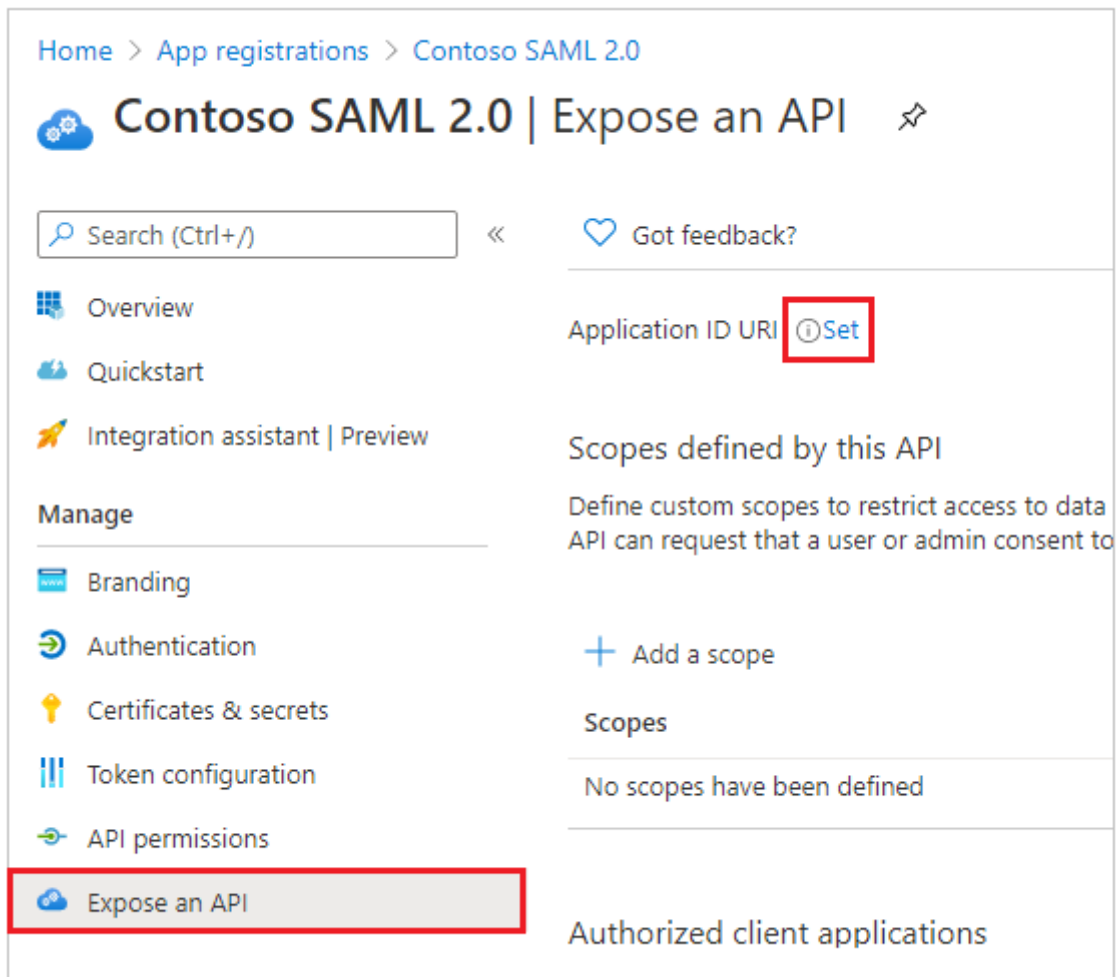 Home > App registrations > Contoso SAML 2.0
Contoso SAML 2.0 | Expose an API
Search (Ctrl+/)
«
Got feedback?
Overview
Quickstart
Integration assistant | Preview
Manage
Branding
Authentication
Certificates & secrets
Token configuration
API permissions
Expose an API
Application ID URI Set
Scopes defined by this API
Define custom scopes to restrict access to data
API can request that a user or admin consent to
+ Add a scope
Scopes
No scopes have been defined
Authorized client applications